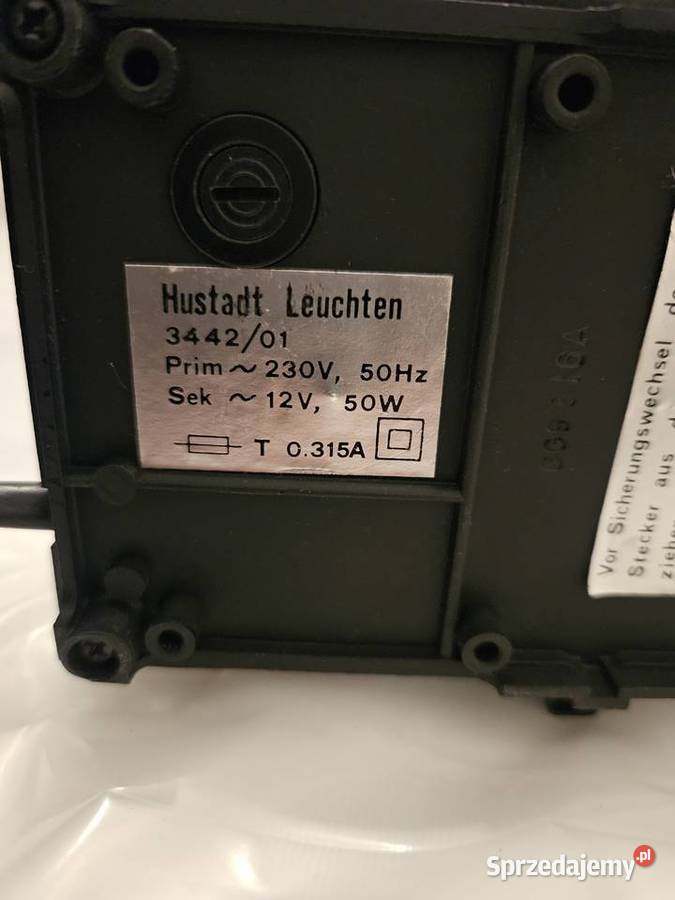 Hustadt Leuchten
3442/01
Prim ~ 230V, 50Hz
Sek ~ 12V, 50W
T 0.315A
Vor Sicherungswechsel
Stecker aus
Sprzedajemy.pl